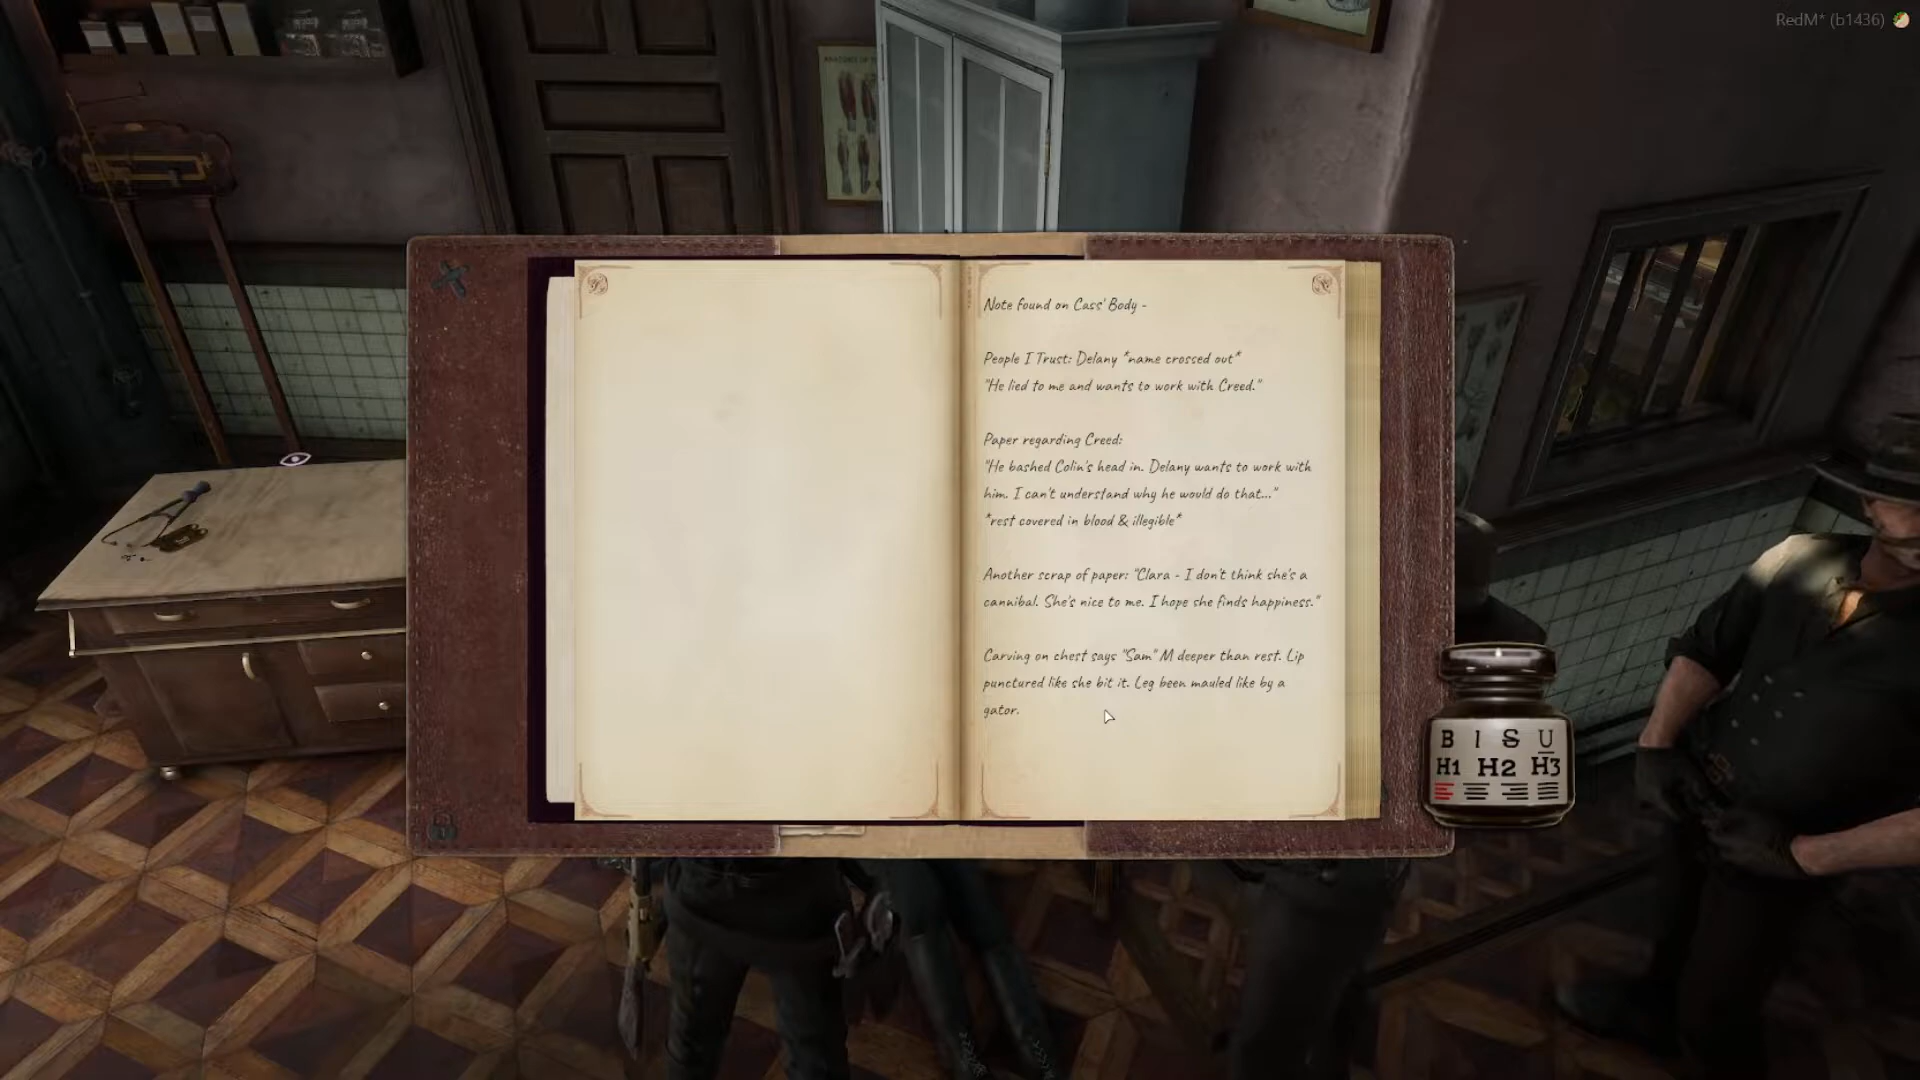 RedM* (b1436)
ANATOMY OF
Note found on Cass' Body -
People I Trust: Delany *name crossed out*
"He lied to me and wants to work with Creed."
Paper regarding Creed:
"He bashed Colin's head in. Delany wants to work with
him. I can't understand why he would do that..."
*rest covered in blood & illegible*
Another scrap of paper: "Clara - I don't think she's a
cannibal. She's nice to me. I hope she finds happiness."
Carving on chest says "Sam" M deeper than rest. Lip
punctured like she bit it. Leg been mauled like by a
gator.
B I S U
H1 H2 H3